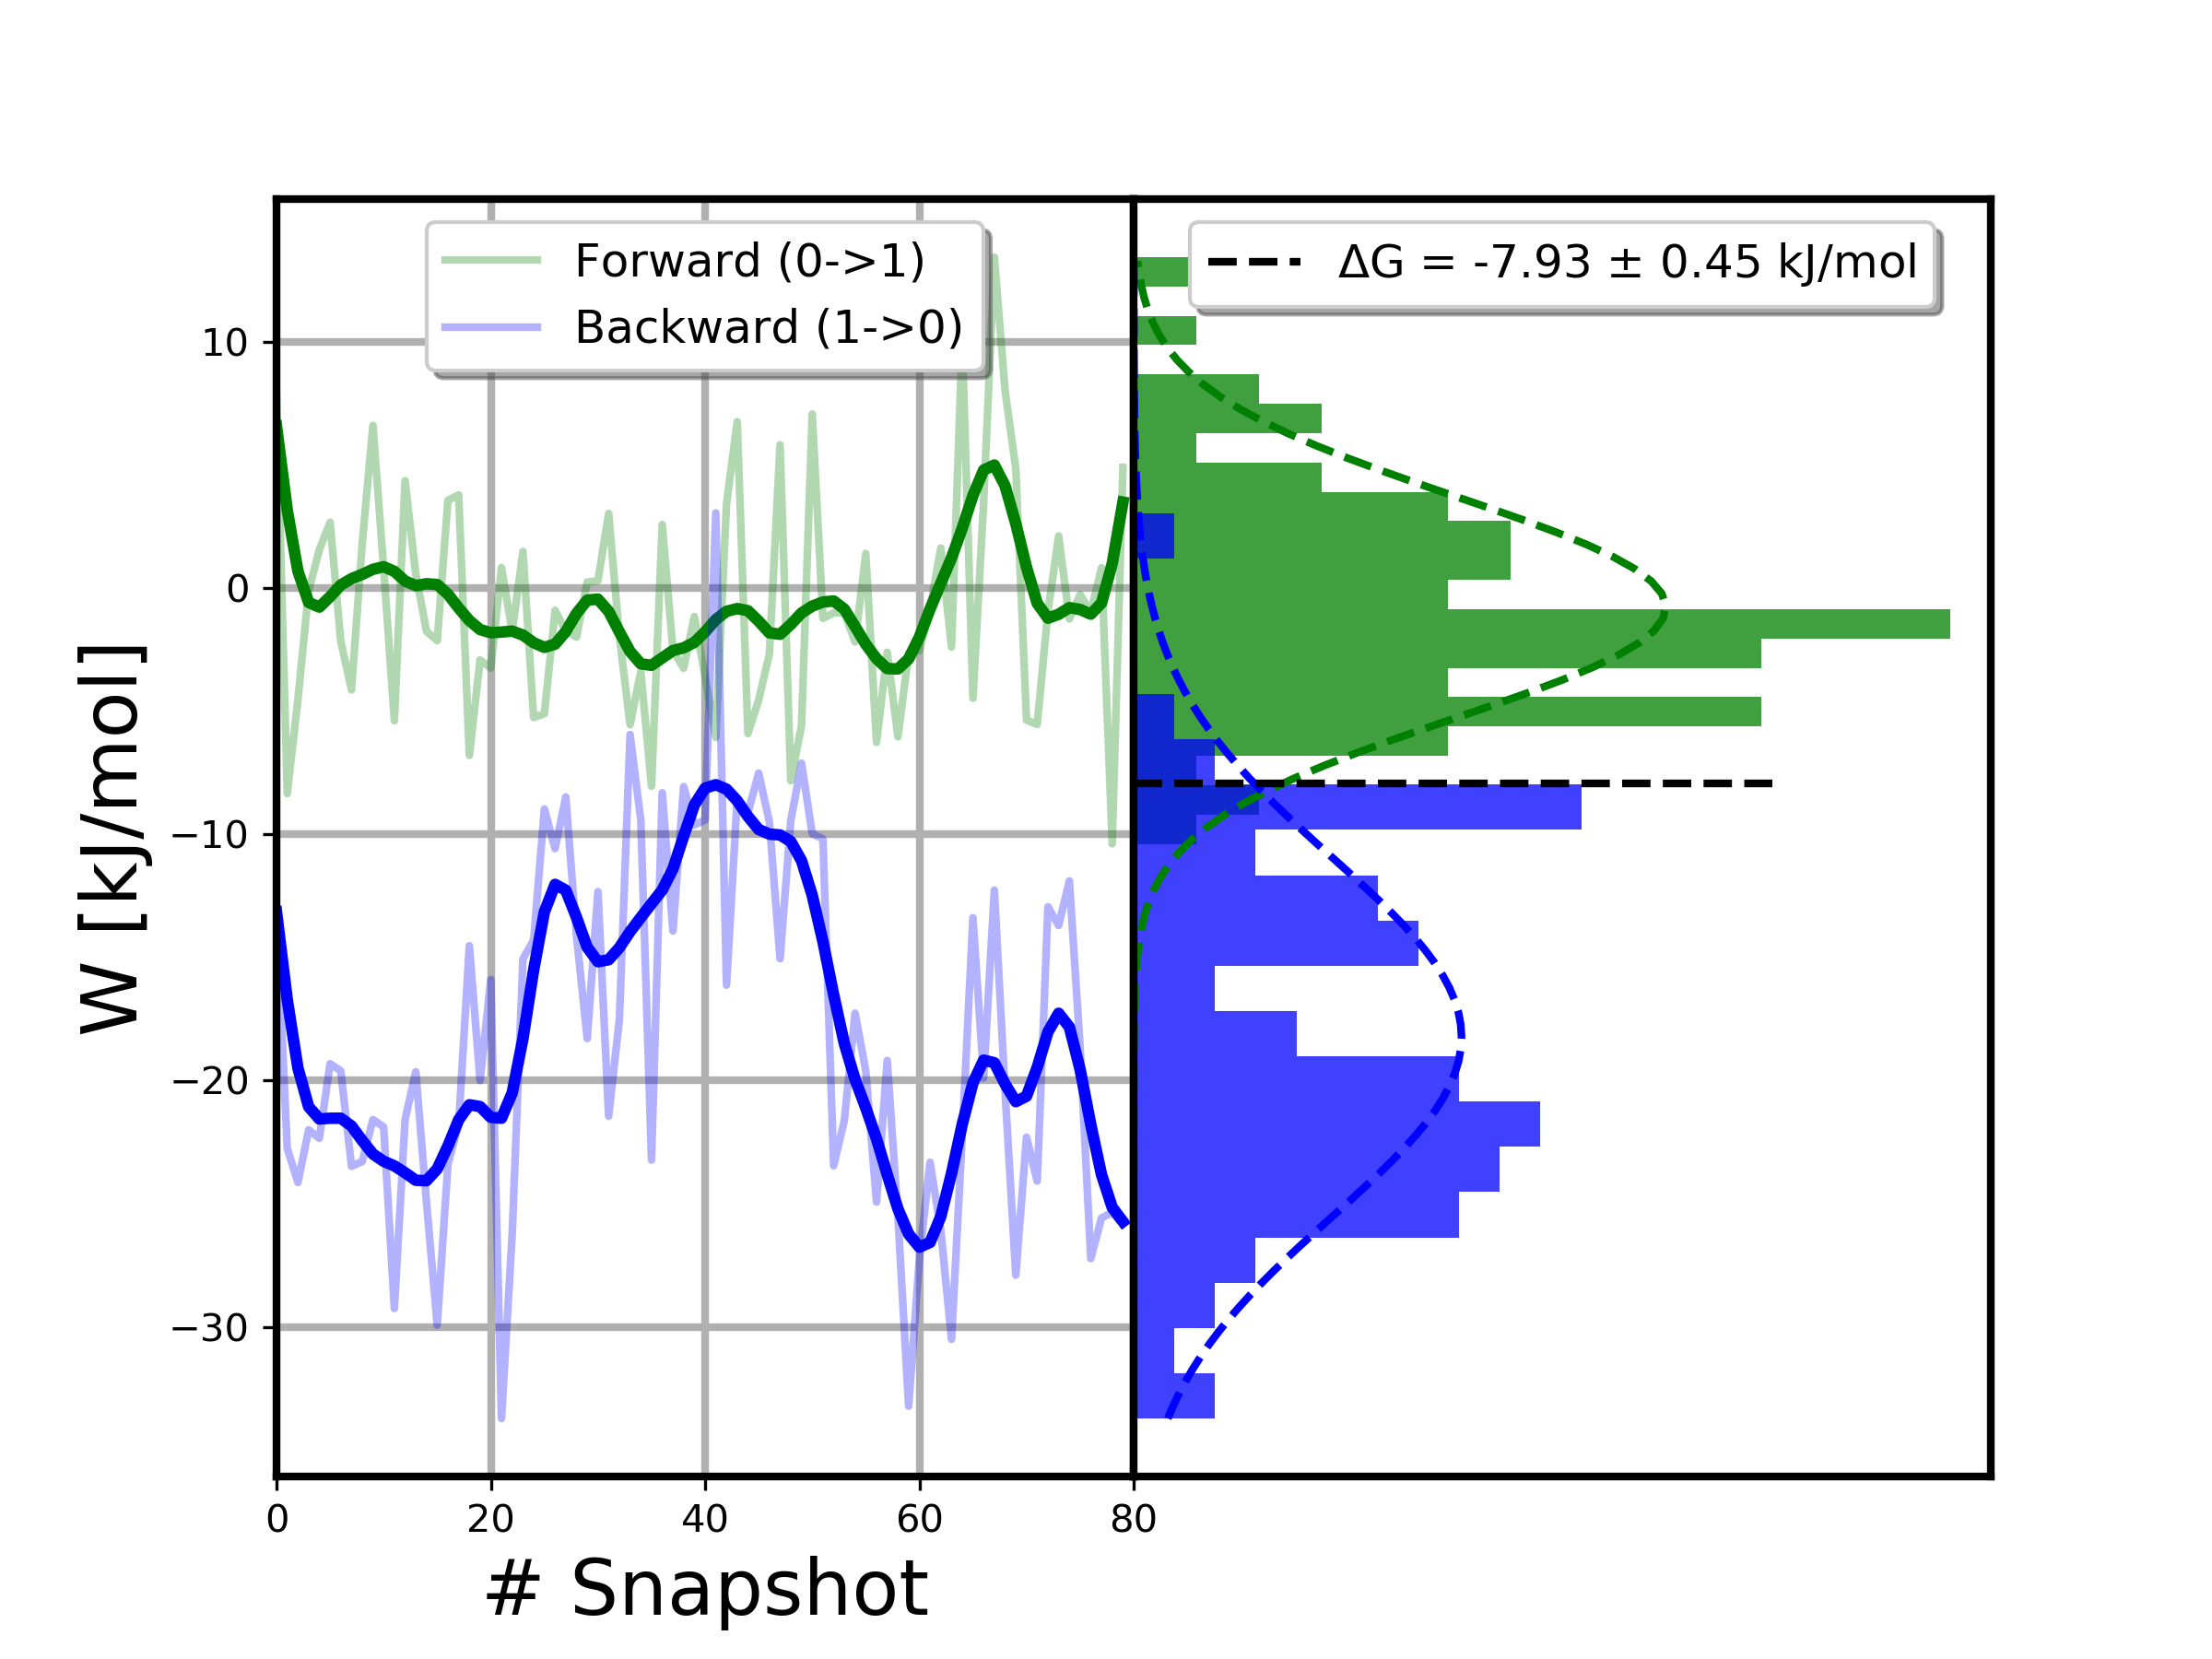 Forward (0->1)
Backward (1->0)
ΔG = -7.93 ± 0.45 kJ/mol
10
0
−10
−20
−30
W [kJ/mol]
0 20 40 60 80
# Snapshot